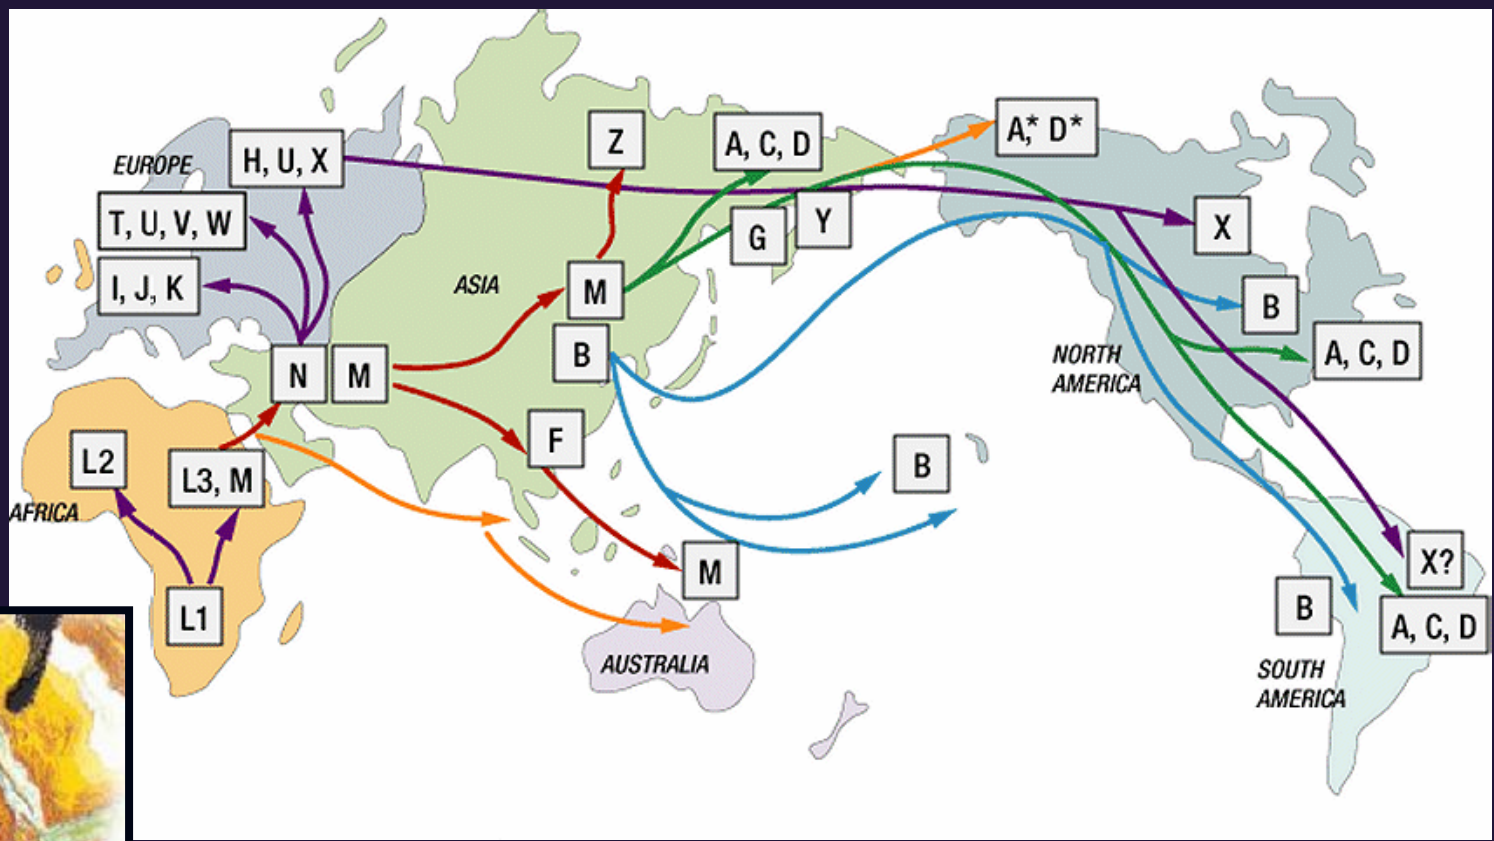 EUROPE
H, U, X
T, U, V, W
I, J, K
N
M
L2
L3, M
AFRICA
L1
ASIA
Z
A, C, D
G
Y
M
B
F
M
AUSTRALIA
B
A,* D*
X
B
A, C, D
NORTH
AMERICA
X?
B
A, C, D
SOUTH
AMERICA